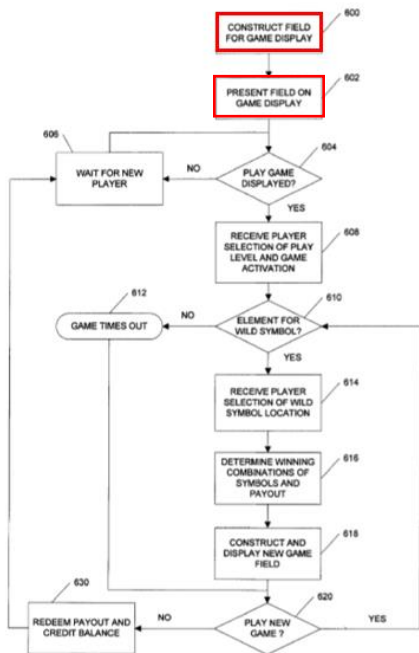 600
CONSTRUCT FIELD
FOR GAME DISPLAY
602
PRESENT FIELD ON
GAME DISPLAY
606
WAIT FOR NEW
PLAYER
NO
604
PLAY GAME
DISPLAYED?
YES
608
RECEIVE PLAYER
SELECTION OF PLAY
LEVEL AND GAME
ACTIVATION
612
GAME TIMES OUT
NO
610
ELEMENT FOR
WILD SYMBOL?
YES
614
RECEIVE PLAYER
SELECTION OF WILD
SYMBOL LOCATION
616
DETERMINE WINNING
COMBINATIONS OF
SYMBOLS AND
PAYOUT
618
CONSTRUCT AND
DISPLAY NEW GAME
FIELD
630
REDEEM PAYOUT AND
CREDIT BALANCE
NO
620
PLAY NEW
GAME ?
YES